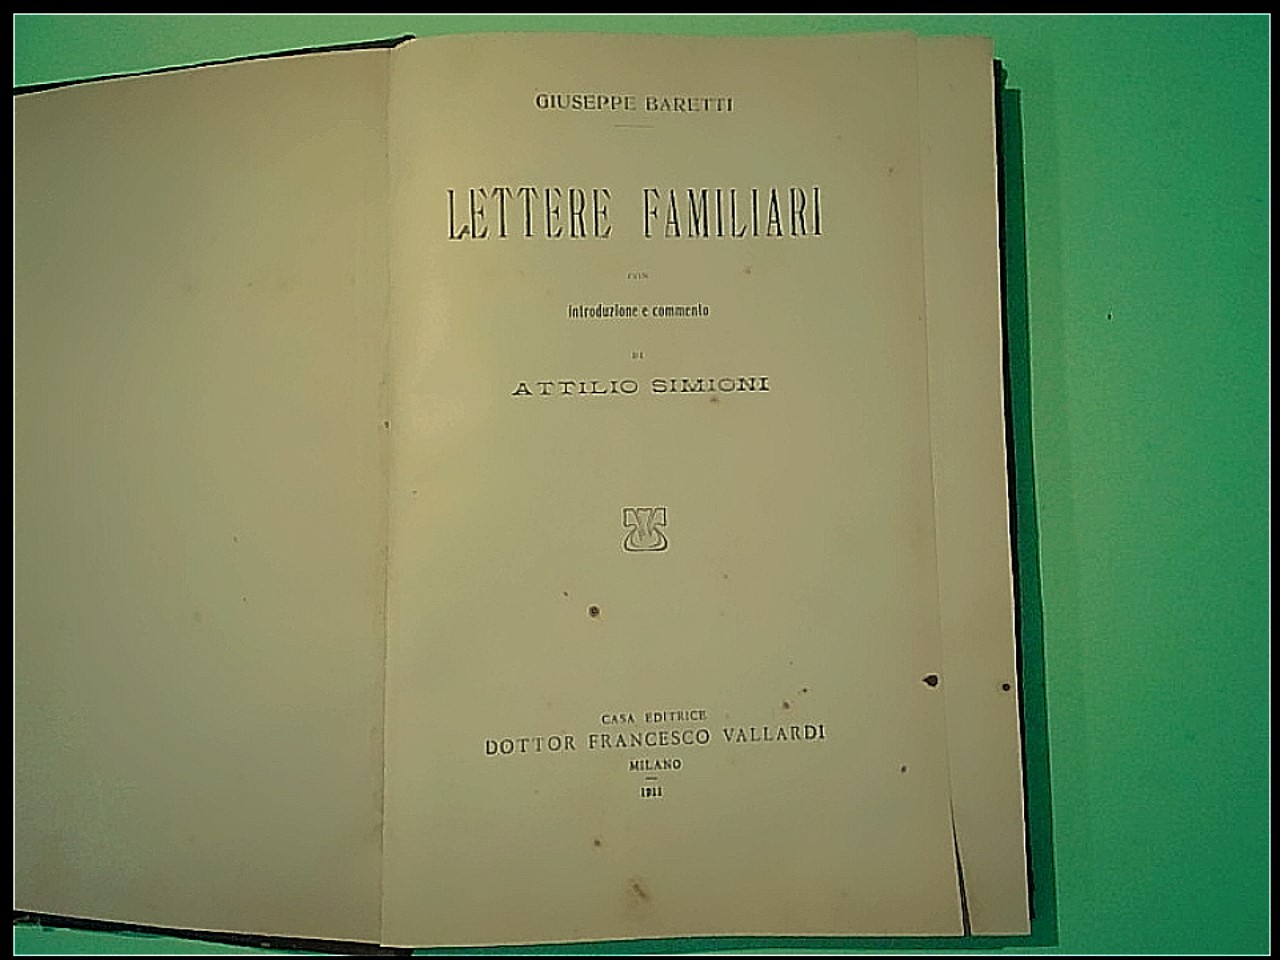 GIUSEPPE BARETTI
LETTERE FAMILIARI
CON
introduzione e commento
DI
ATTILIO SIMIONI
CASA EDITRICE
DOTTOR FRANCESCO VALLARDI
MILANO
1911